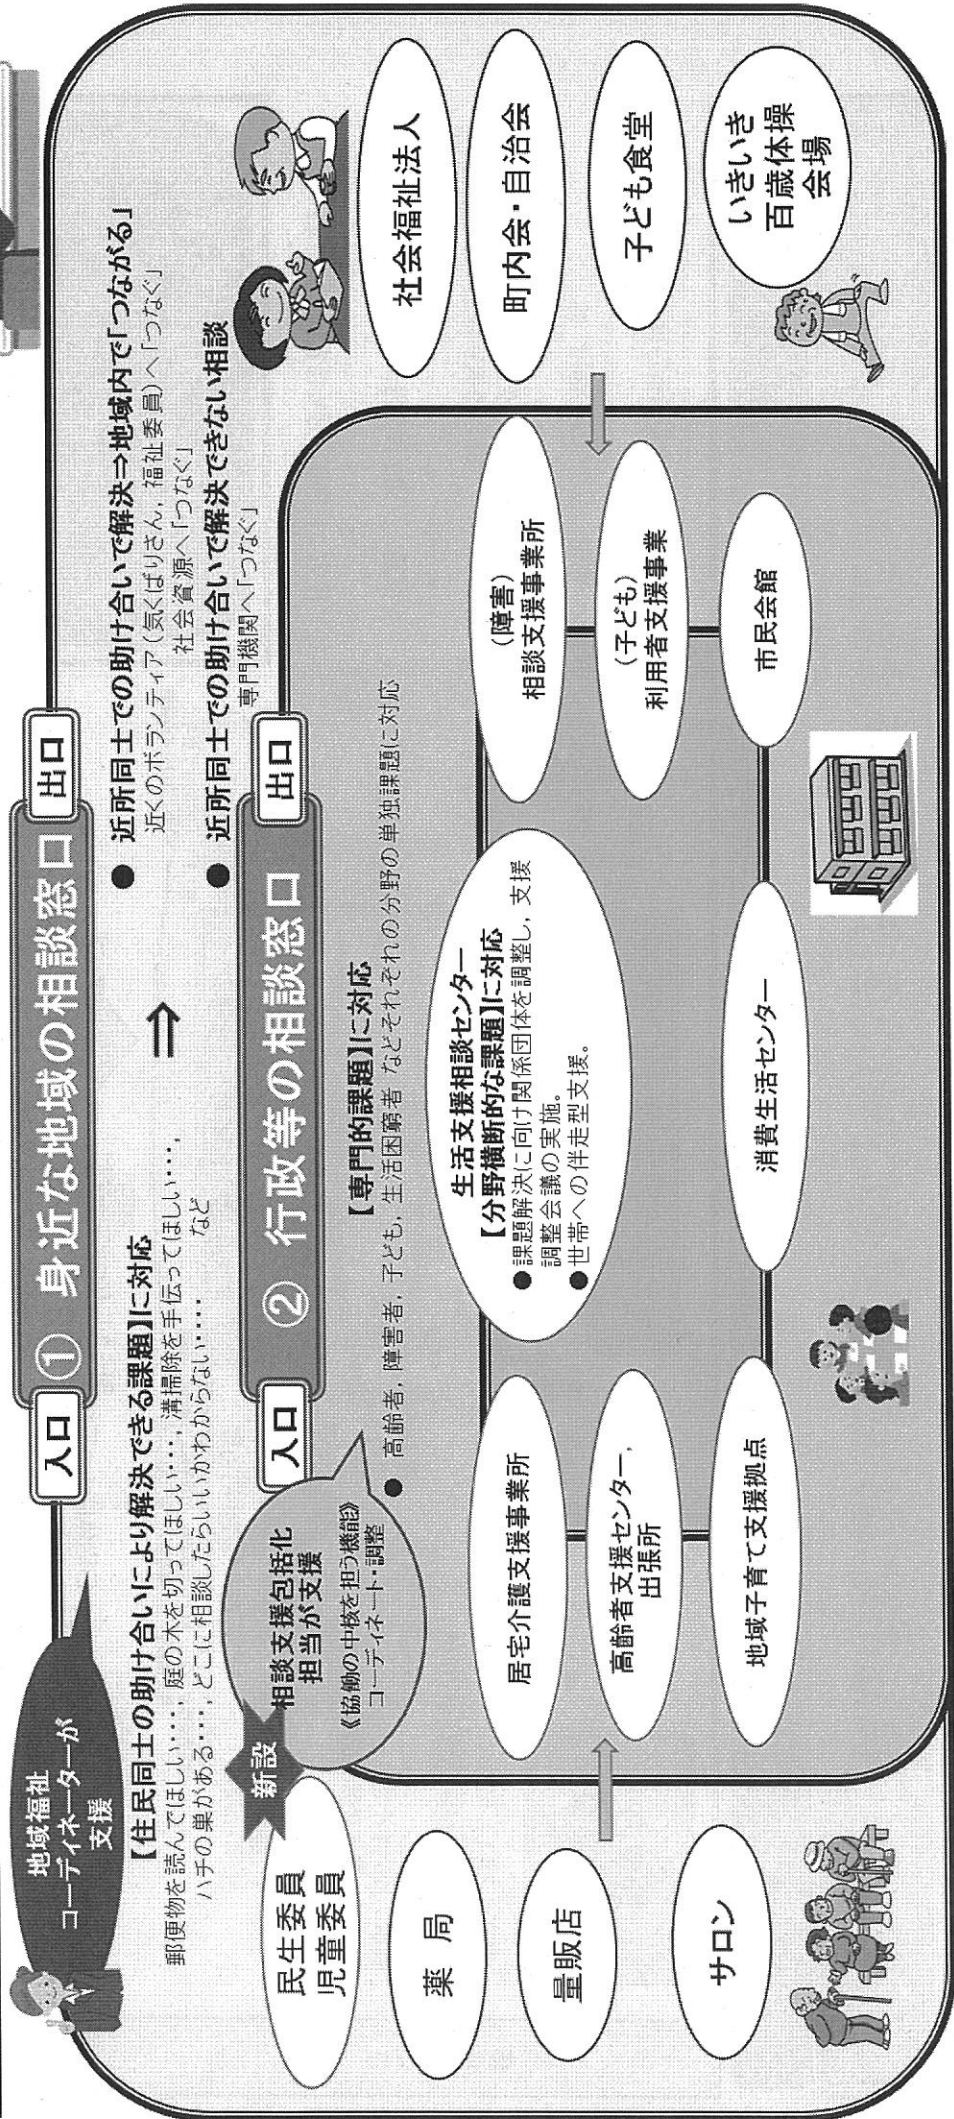 地域福祉
コーディネーターが
支援
入口
① 身近な地域の相談窓口
出口
【住民同士の助け合いにより解決できる課題】に対応
郵便物を読んでほしい･･･, 庭の木を切ってほしい･･･, 溝掃除を手伝ってほしい･･･,
ハチの巣がある･･･, どこに相談したらいいかわからない････ など
⇒
● 近所同士での助け合いで解決⇒地域内で「つながる」
近くのボランティア（気くばりさん, 福祉委員）へ「つなぐ」
社会資源へ「つなぐ」
● 近所同士での助け合いで解決できない相談
専門機関へ「つなぐ」
新設
相談支援包括化
担当が支援
《協働の中核を担う機能》
コーディネート・調整
入口
② 行政等の相談窓口
出口
【専門的課題】に対応
● 高齢者, 障害者, 子ども, 生活困窮者 などそれぞれの分野の単独課題に対応
民生委員
児童委員
薬 局
量販店
サロン
居宅介護支援事業所
高齢者支援センター,
出張所
地域子育て支援拠点
生活支援相談センター
【分野横断的な課題】に対応
●課題解決に向け関係団体を調整し, 支援
調整会議の実施。
●世帯への伴走型支援。
消費生活センター
（障害）
相談支援事業所
（子ども）
利用者支援事業
市民会館
社会福祉法人
町内会・自治会
子ども食堂
いきいき
百歳体操
会場